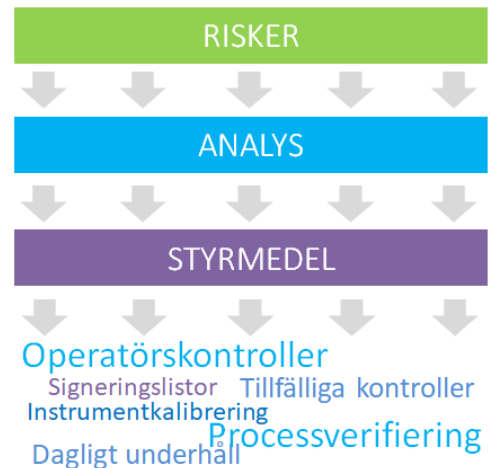 RISKER
ANALYS
STYRMEDEL
Operatörskontroller
Signeringslistor Tillfälliga kontroller
Instrumentkalibrering
Processverifiering
Dagligt underhåll